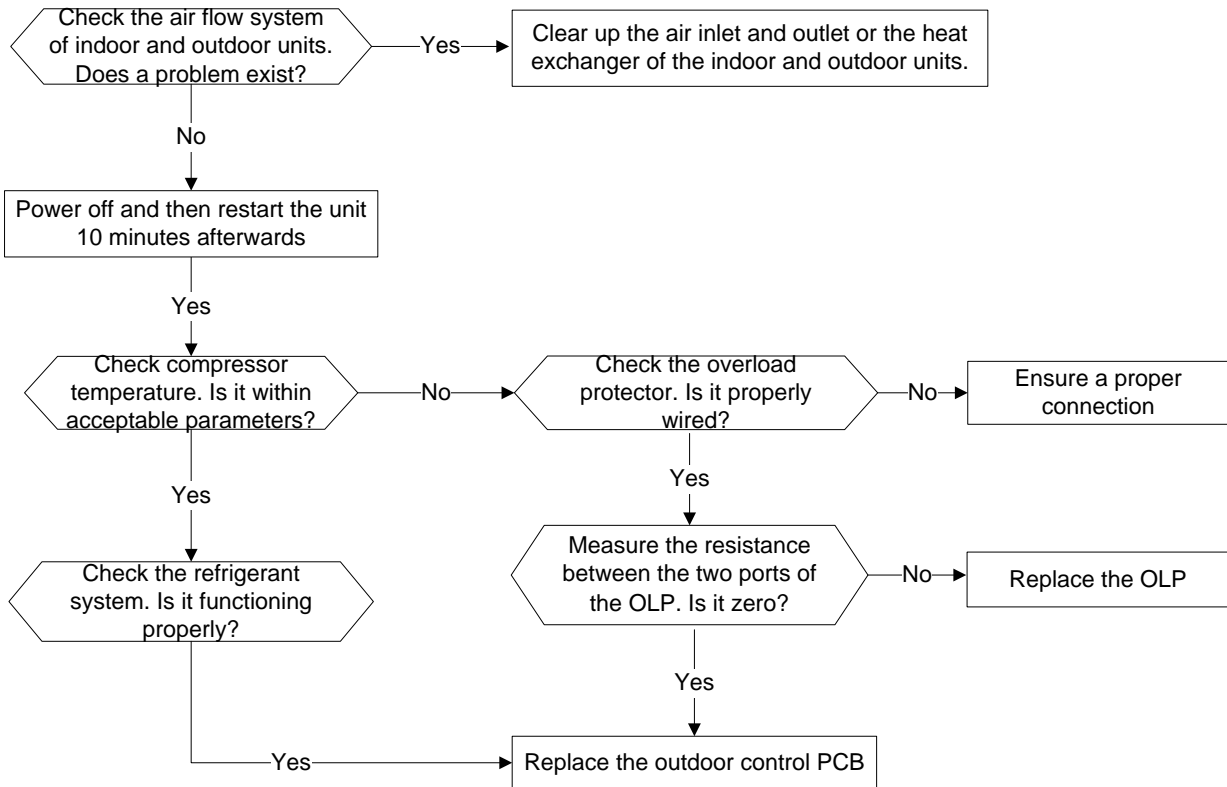 Check the air flow system
of indoor and outdoor units.
Does a problem exist?
Yes
Clear up the air inlet and outlet or the heat
exchanger of the indoor and outdoor units.
No
Power off and then restart the unit
10 minutes afterwards
Yes
Check compressor
temperature. Is it within
acceptable parameters?
No
Check the overload
protector. Is it properly
wired?
No
Ensure a proper
connection
Yes
Yes
Check the refrigerant
system. Is it functioning
properly?
Measure the resistance
between the two ports of
the OLP. Is it zero?
No
Replace the OLP
Yes
Yes
Replace the outdoor control PCB